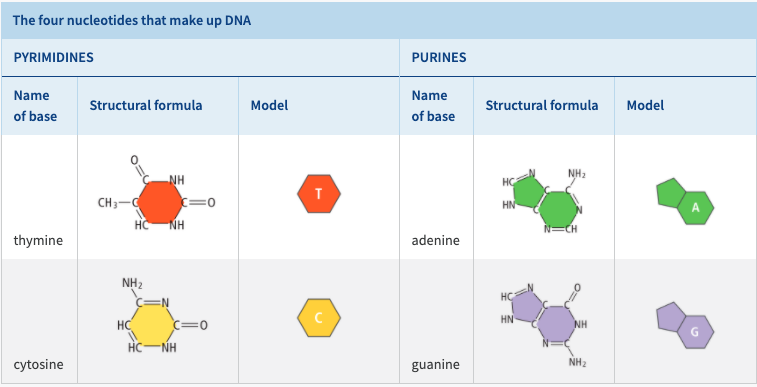 The four nucleotides that make up DNA
PYRIMIDINES
PURINES
Name
of base
Structural formula
Model
Name
of base
Structural formula
Model
thymine
O
C
NH
CH₃
C
C
O
HC
NH
T
adenine
NH₂
HC
N
C
C
HN
C
N
N
CH
A
cytosine
NH₂
C
N
HC
C
O
HC
NH
C
guanine
O
HC
N
C
C
HN
C
NH
N
C
NH₂
G